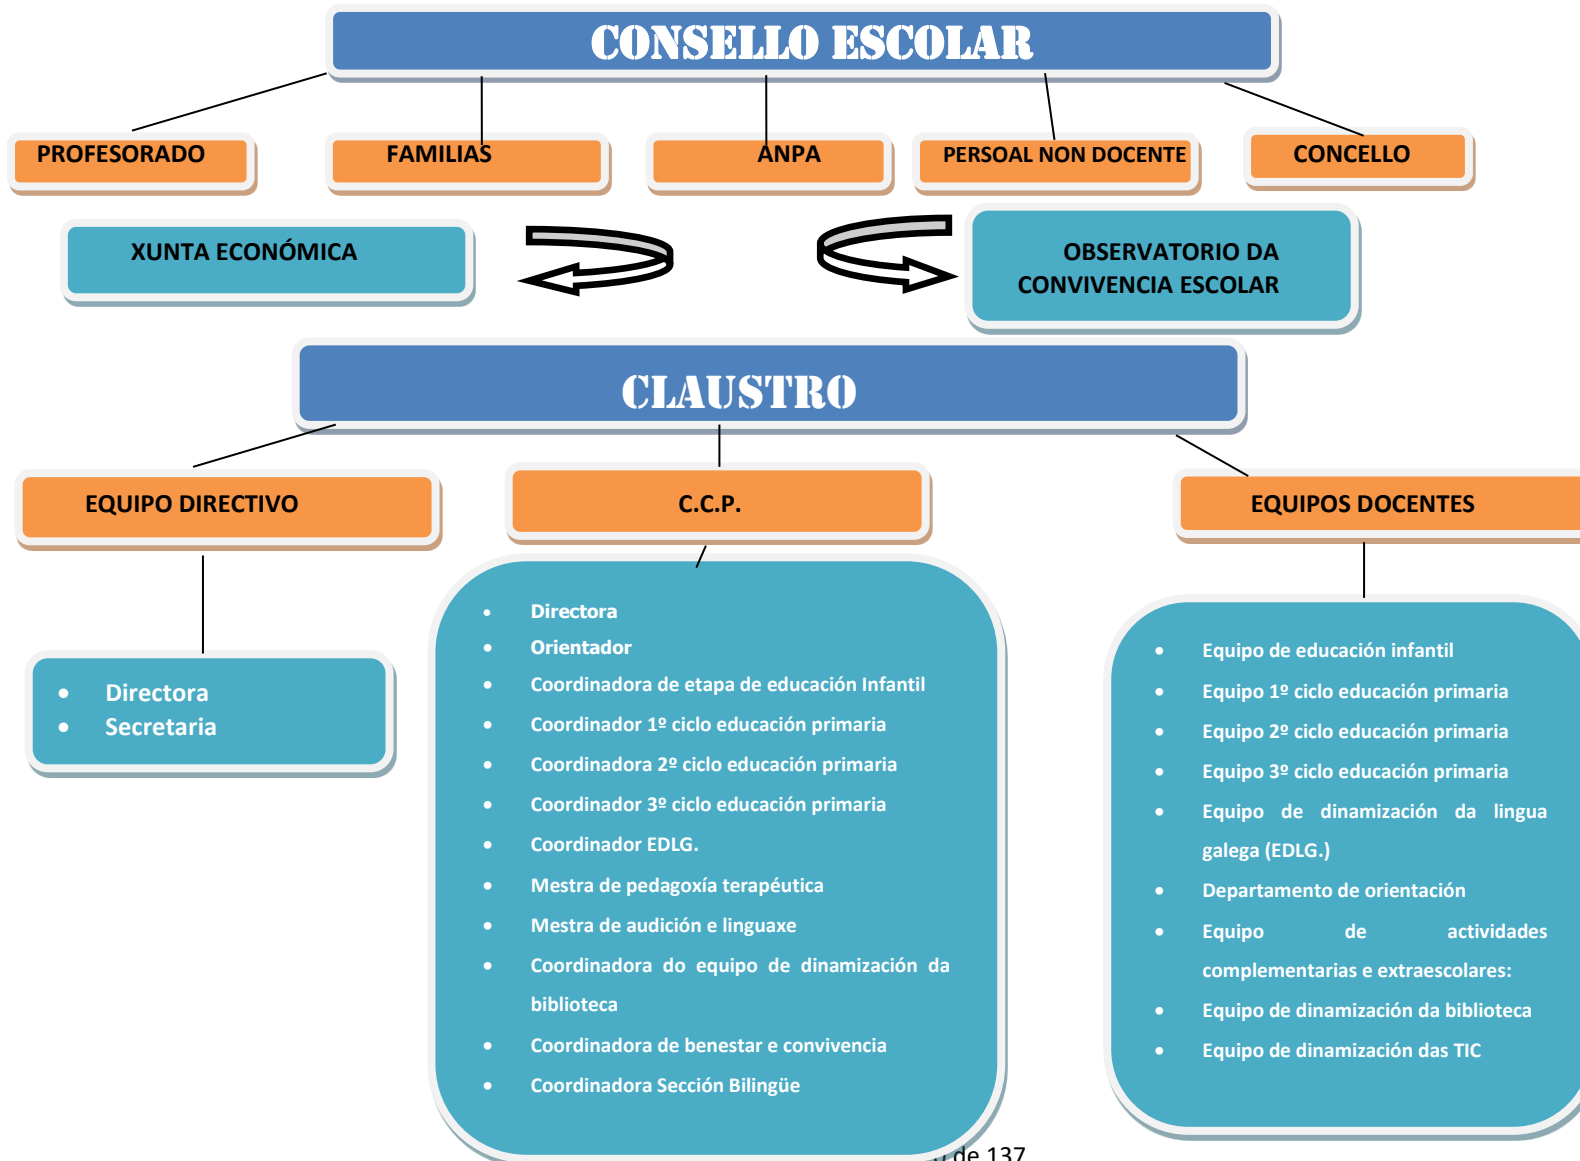 CONSELLO ESCOLAR
PROFESORADO
FAMILIAS
ANPA
PERSOAL NON DOCENTE
CONCELLO
XUNTA ECONÓMICA
OBSERVATORIO DA
CONVIVENCIA ESCOLAR
CLAUSTRO
EQUIPO DIRECTIVO
C.C.P.
EQUIPOS DOCENTES
• Directora
• Secretaria
• Directora
• Orientador
• Coordinadora de etapa de educación Infantil
• Coordinador 1º ciclo educación primaria
• Coordinadora 2º ciclo educación primaria
• Coordinador 3º ciclo educación primaria
• Coordinador EDLG.
• Mestra de pedagoxía terapéutica
• Mestra de audición e linguaxe
• Coordinadora do equipo de dinamización da
biblioteca
• Coordinadora de benestar e convivencia
• Coordinadora Sección Bilingüe
• Equipo de educación infantil
• Equipo 1º ciclo educación primaria
• Equipo 2º ciclo educación primaria
• Equipo 3º ciclo educación primaria
• Equipo de dinamización da lingua
galega (EDLG.)
• Departamento de orientación
• Equipo de actividades
complementarias e extraescolares:
• Equipo de dinamización da biblioteca
• Equipo de dinamización das TIC
de 137